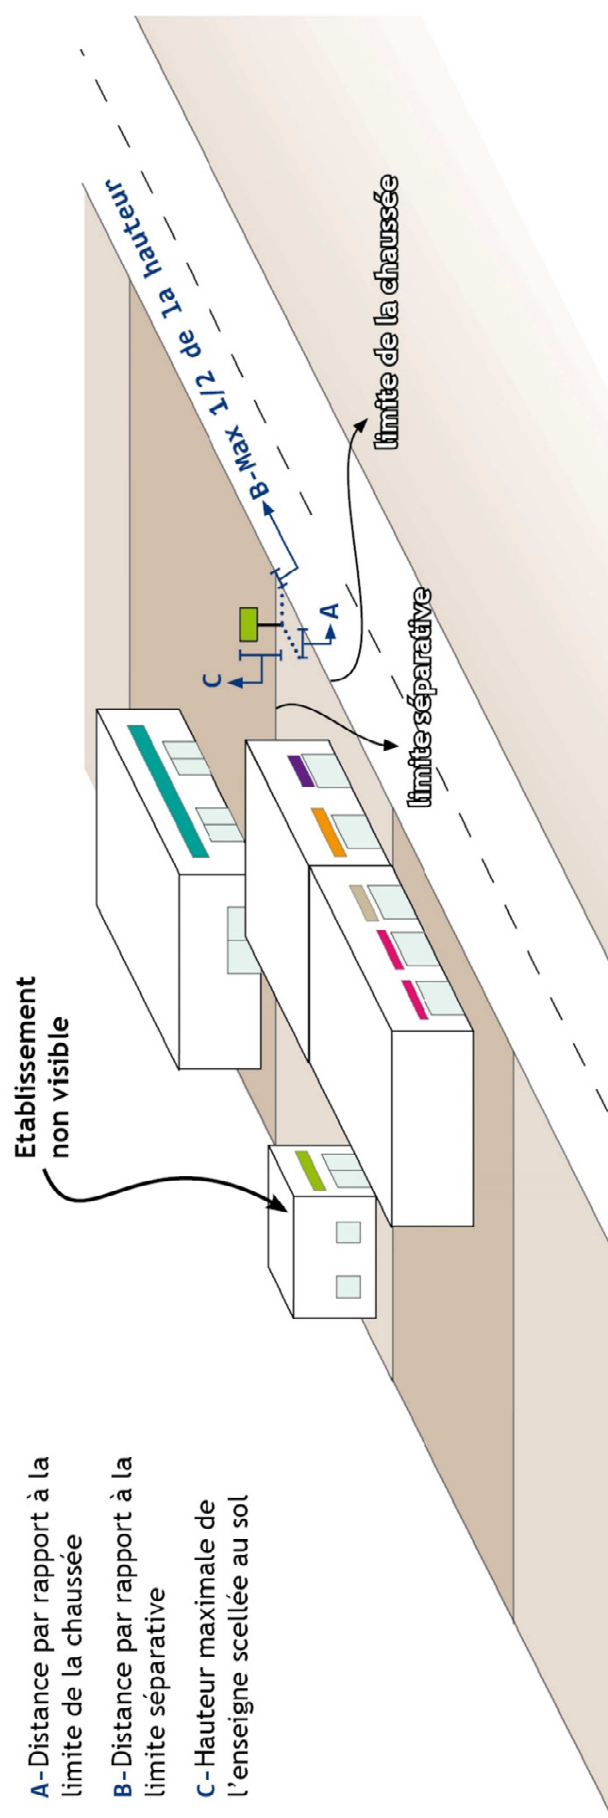 A-Distance par rapport à la
limite de la chaussée
B-Distance par rapport à la
limite séparative
C-Hauteur maximale de
l'enseigne scellée au sol
Etablissement
non visible
C
A
B-Max 1/2 de la hauteur
limite séparative
limite de la chaussée